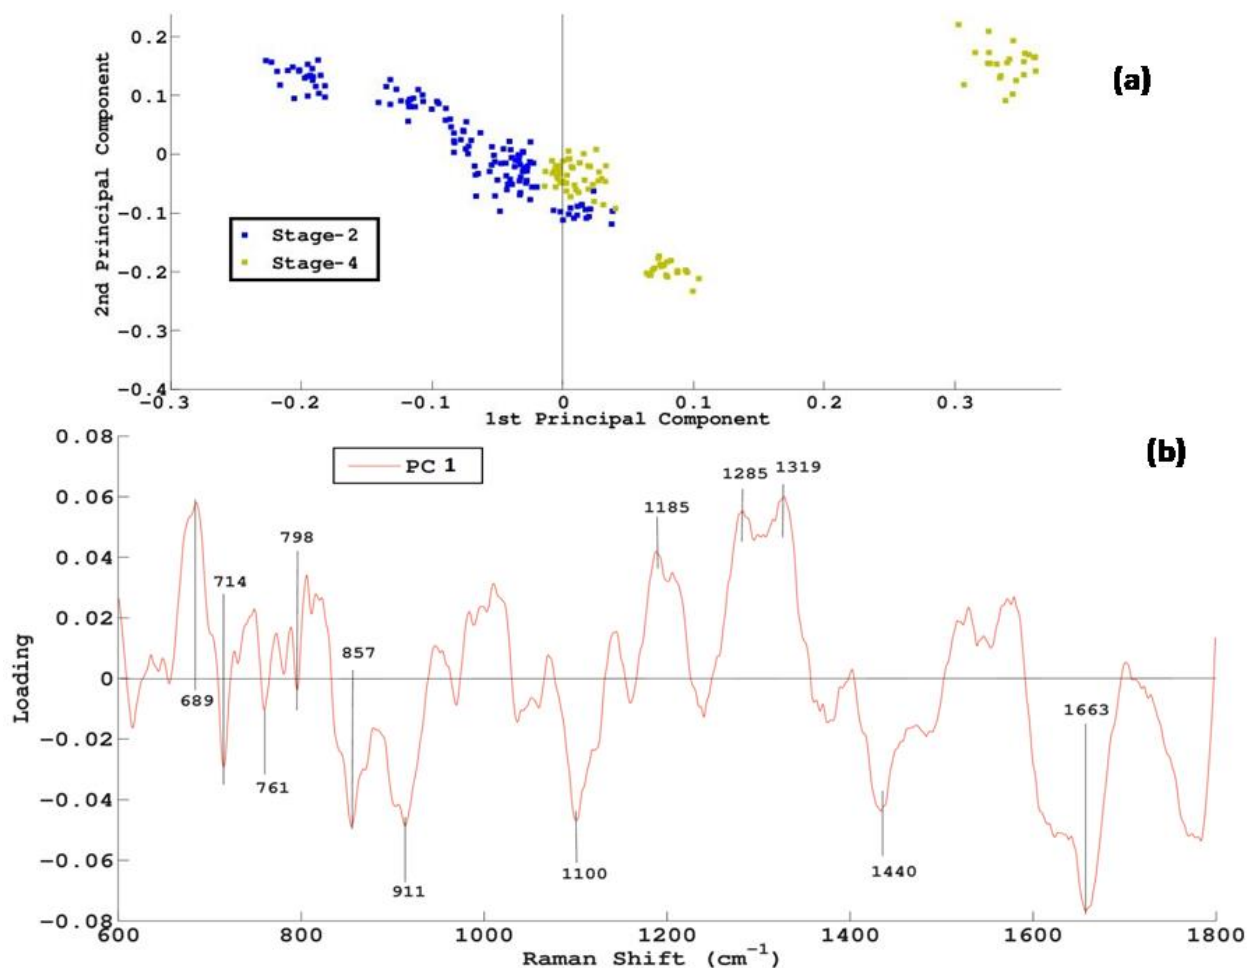 0.2
(a)
0.1
0
-0.1
-0.2
-0.3
-0.4
2nd Principal Component
Stage-2
Stage-4
-0.3 -0.2 -0.1 0 0.1 0.2 0.3
1st Principal Component
0.08
(b)
PC 1
0.06
0.04
0.02
0
-0.02
-0.04
-0.06
-0.08
Loading
1285 1319
1185
798
714
857
689
1663
761
1100
1440
911
600 800 1000 1200 1400 1600 1800
Raman Shift (cm⁻¹)